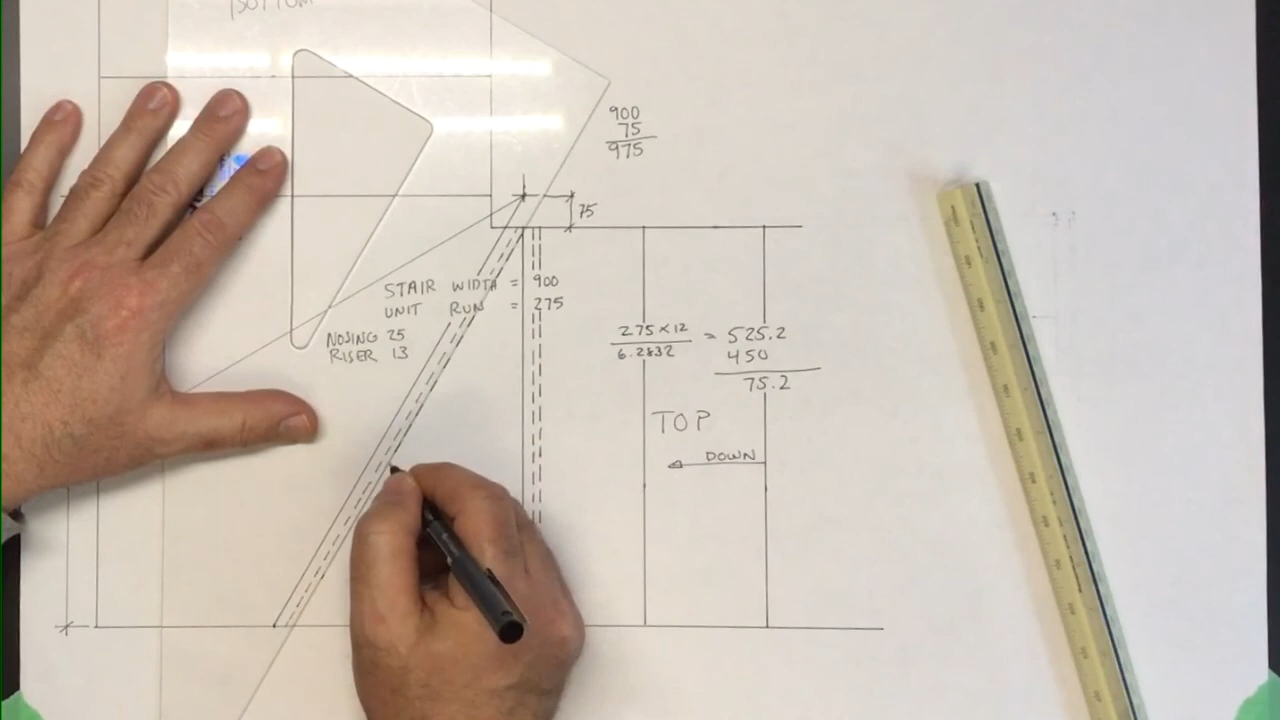 BOTTOM
900
75
975
75
STAIR WIDTH = 900
UNIT RUN = 275
NOSING 25
RISER 13
275 x 12 = 525.2
6.2832
450
75.2
TOP
DOWN